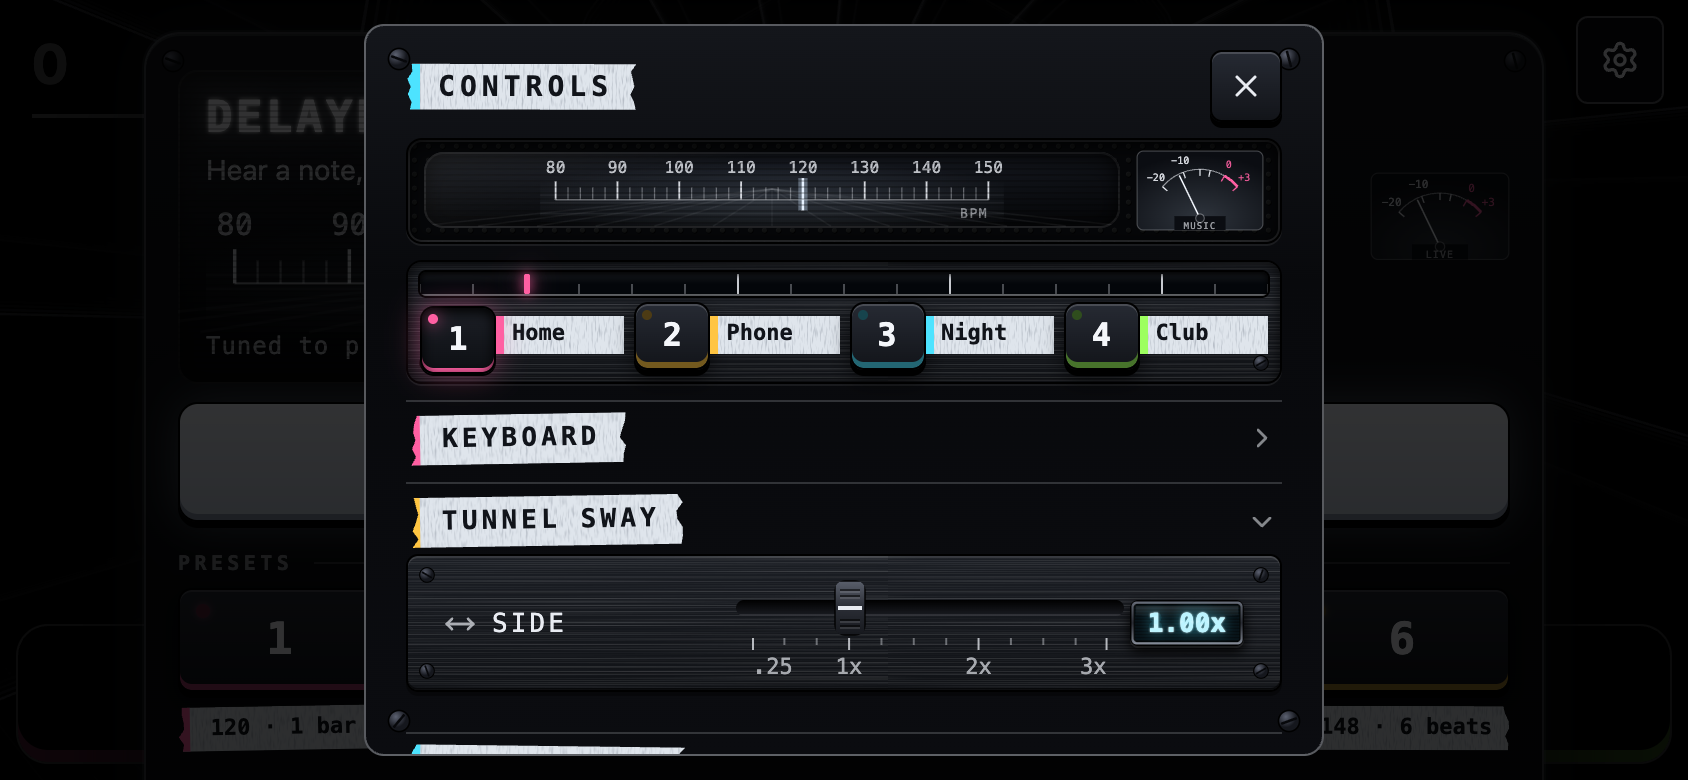 0
CONTROLS
80 90 100 110 120 130 140 150
BPM
-20 -10 0 +3
MUSIC
1 Home 2 Phone 3 Night 4 Club
KEYBOARD
TUNNEL SWAY
SIDE 1.00x
.25 1x 2x 3x
Hear a note,
80 90
Tuned to p
-20 -10 0 +3
LIVE
PRESETS
1 6
120 · 1 bar
148 · 6 beats